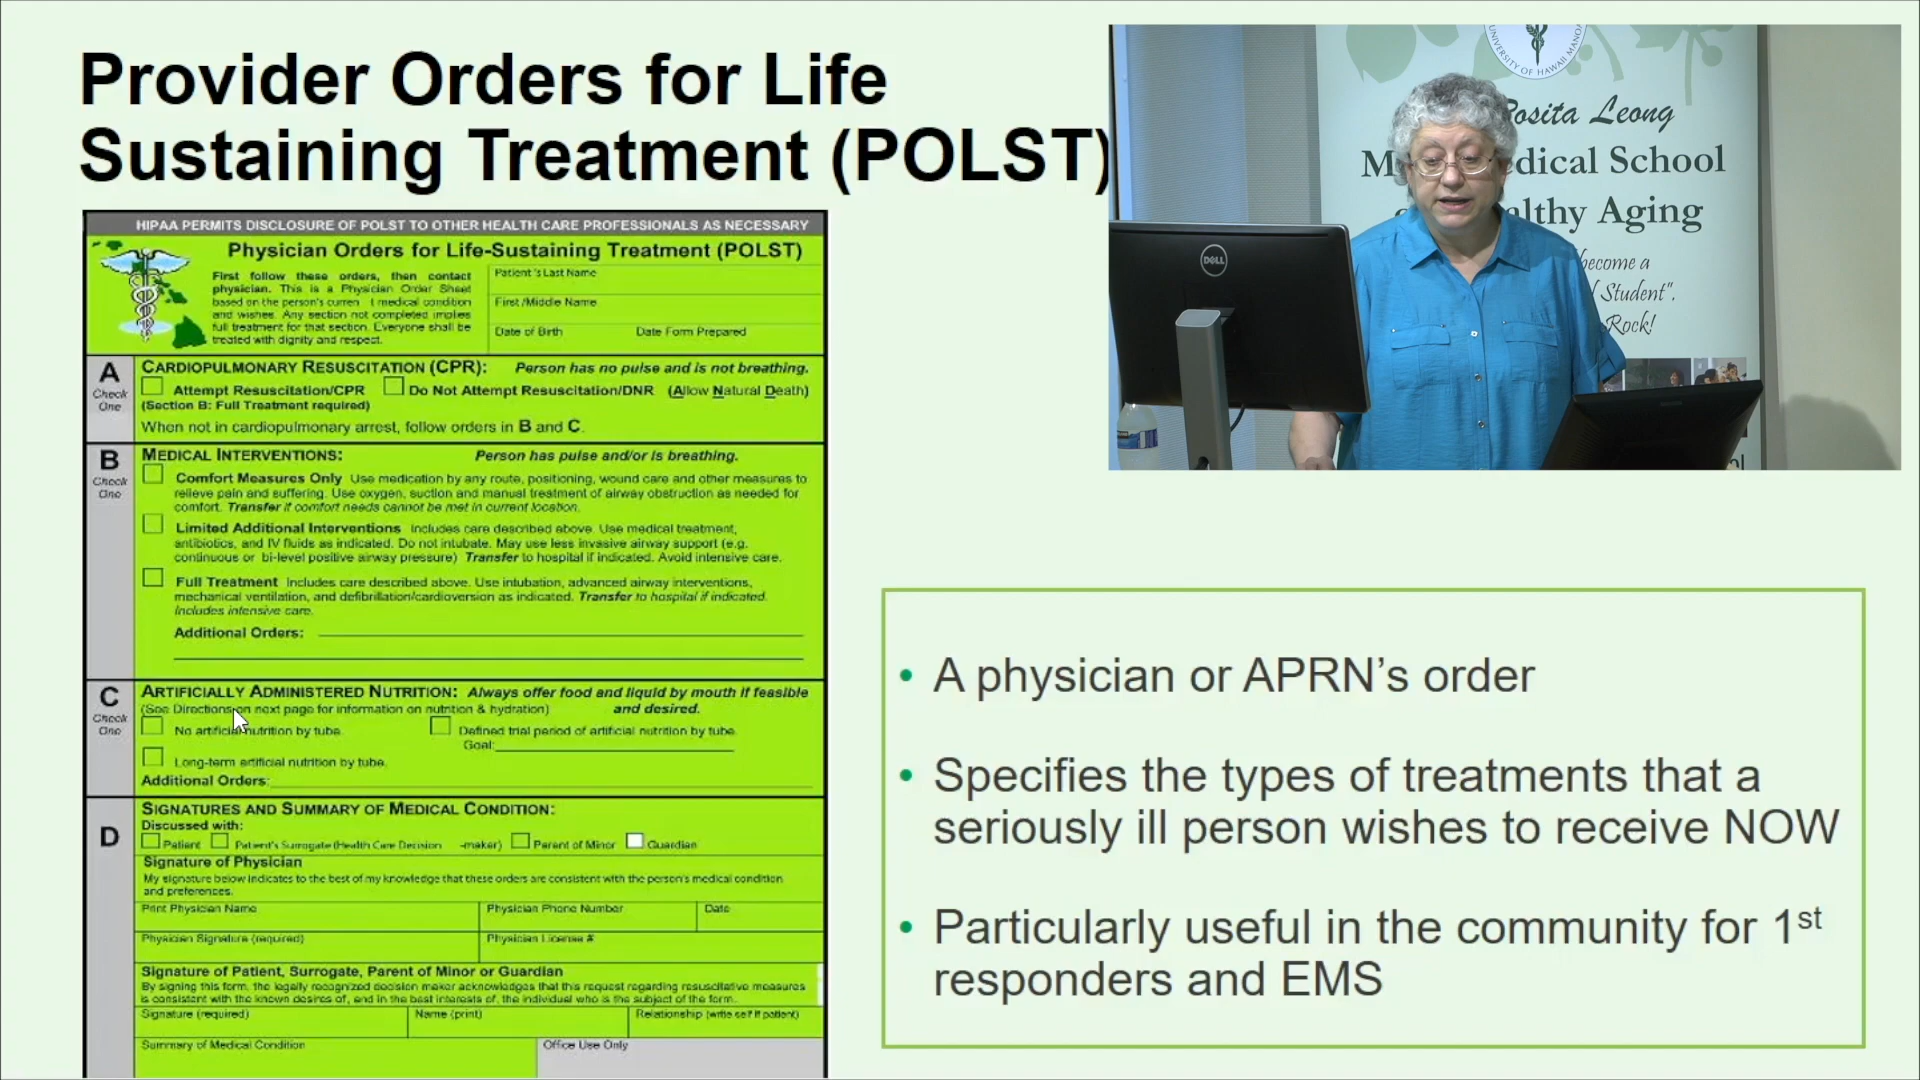 Provider Orders for Life
Sustaining Treatment (POLST)
HIPAA PERMITS DISCLOSURE OF POLST TO OTHER HEALTH CARE PROFESSIONALS AS NECESSARY
Physician Orders for Life-Sustaining Treatment (POLST)
First follow these orders, then contact
physician. This is a Physician Order Sheet
based on the person's curren t medical condition
and wishes. Any section not completed implies
full treatment for that section. Everyone shall be
treated with dignity and respect.
Patient's Last Name
First /Middle Name
Date of Birth Date Form Prepared
A
Check
One
CARDIOPULMONARY RESUSCITATION (CPR): Person has no pulse and is not breathing.
Attempt Resuscitation/CPR Do Not Attempt Resuscitation/DNR (Allow Natural Death)
(Section B: Full Treatment required)
When not in cardiopulmonary arrest, follow orders in B and C.
B
Check
One
MEDICAL INTERVENTIONS: Person has pulse and/or is breathing.
Comfort Measures Only Use medication by any route, positioning, wound care and other measures to
relieve pain and suffering. Use oxygen, suction and manual treatment of airway obstruction as needed for
comfort. Transfer if comfort needs cannot be met in current location.
Limited Additional Interventions Includes care described above. Use medical treatment,
antibiotics, and IV fluids as indicated. Do not intubate. May use less invasive airway support (e.g.
continuous or bi-level positive airway pressure) Transfer to hospital if indicated. Avoid intensive care.
Full Treatment Includes care described above. Use intubation, advanced airway interventions,
mechanical ventilation, and defibrillation/cardioversion as indicated. Transfer to hospital if indicated.
Includes intensive care.
Additional Orders:
C
Check
One
ARTIFICIALLY ADMINISTERED NUTRITION: Always offer food and liquid by mouth if feasible
(See Directions on next page for information on nutrition & hydration) and desired.
No artificial nutrition by tube. Defined trial period of artificial nutrition by tube.
Goal:
Long-term artificial nutrition by tube.
Additional Orders:
D
SIGNATURES AND SUMMARY OF MEDICAL CONDITION:
Discussed with:
Patient Patient's Surrogate (Health Care Decision -maker) Parent of Minor Guardian
Signature of Physician
My signature below indicates to the best of my knowledge that these orders are consistent with the person's medical condition
and preferences.
Print Physician Name Physician Phone Number Date
Physician Signature (required) Physician License #
Signature of Patient, Surrogate, Parent of Minor or Guardian
By signing this form, the legally recognized decision maker acknowledges that this request regarding resuscitative measures
is consistent with the known desires of, and in the best interests of, the individual who is the subject of the form.
Signature (required) Name (print) Relationship (write self if patient)
Summary of Medical Condition Office Use Only
UNIVERSITY OF HAWAII MANOA
Rosita Leong
M dical School
althy Aging
become a
Student".
Rock!
DELL
• A physician or APRN's order
• Specifies the types of treatments that a
seriously ill person wishes to receive NOW
• Particularly useful in the community for 1st
responders and EMS